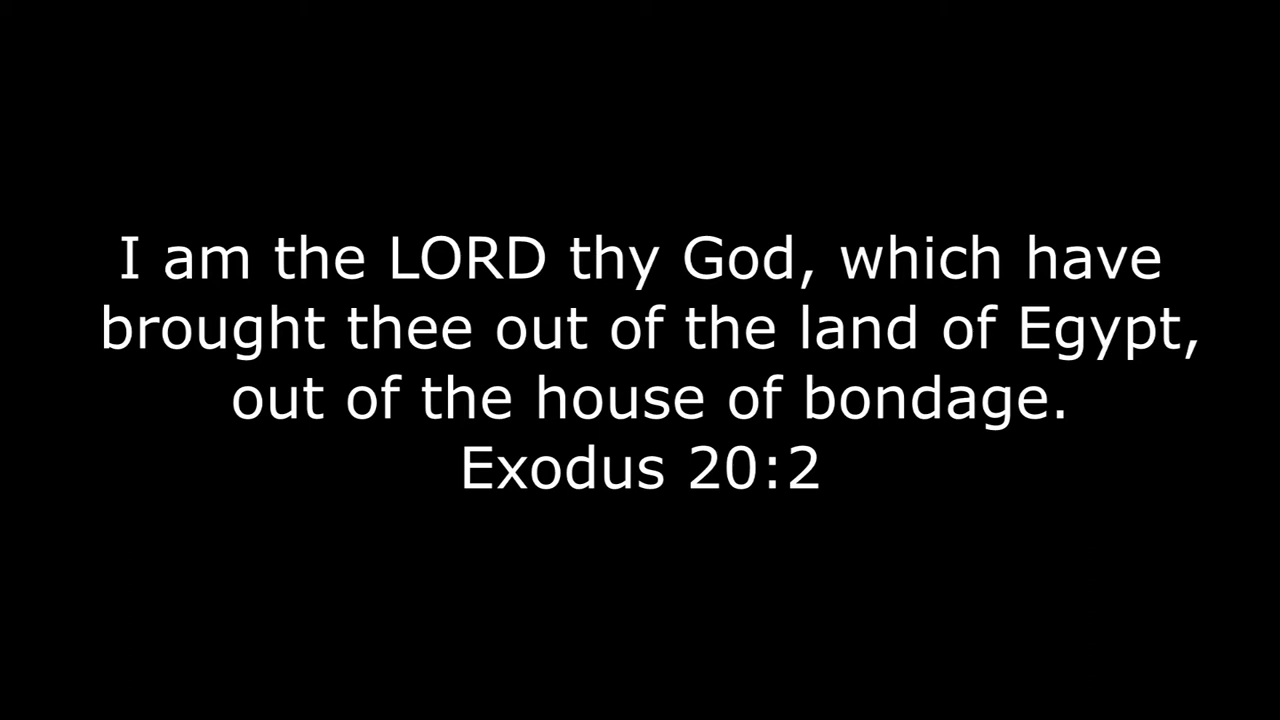 I am the LORD thy God, which have
brought thee out of the land of Egypt,
out of the house of bondage.
Exodus 20:2